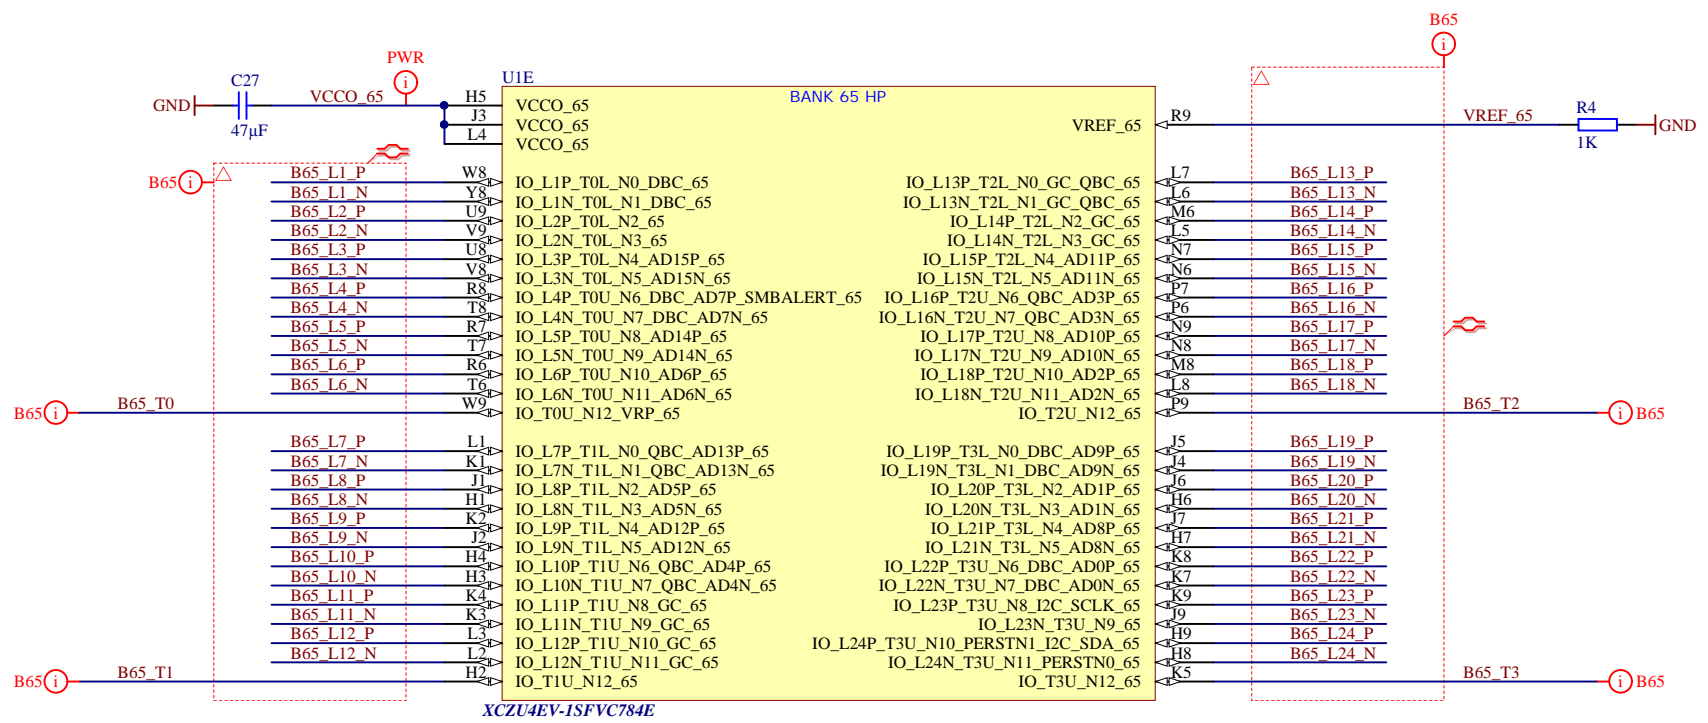 B65
PWR
U1E
C27
GND VCCO_65 H5 VCCO_65 BANK 65 HP
47µF J3 VCCO_65 VREF_65 R9 VREF_65 R4 GND
1K
L4 VCCO_65
B65 B65_L1_P W8 IO_L1P_T0L_N0_DBC_65 IO_L13P_T2L_N0_GC_QBC_65 L7 B65_L13_P
B65_L1_N Y8 IO_L1N_T0L_N1_DBC_65 IO_L13N_T2L_N1_GC_QBC_65 L6 B65_L13_N
B65_L2_P U9 IO_L2P_T0L_N2_65 IO_L14P_T2L_N2_GC_65 M6 B65_L14_P
B65_L2_N V9 IO_L2N_T0L_N3_65 IO_L14N_T2L_N3_GC_65 L5 B65_L14_N
B65_L3_P U8 IO_L3P_T0L_N4_AD15P_65 IO_L15P_T2L_N4_AD11P_65 N7 B65_L15_P
B65_L3_N V8 IO_L3N_T0L_N5_AD15N_65 IO_L15N_T2L_N5_AD11N_65 N6 B65_L15_N
B65_L4_P R8 IO_L4P_T0U_N6_DBC_AD7P_SMBALERT_65 IO_L16P_T2U_N6_QBC_AD3P_65 P7 B65_L16_P
B65_L4_N T8 IO_L4N_T0U_N7_DBC_AD7N_65 IO_L16N_T2U_N7_QBC_AD3N_65 P6 B65_L16_N
B65_L5_P R7 IO_L5P_T0U_N8_AD14P_65 IO_L17P_T2U_N8_AD10P_65 N9 B65_L17_P
B65_L5_N T7 IO_L5N_T0U_N9_AD14N_65 IO_L17N_T2U_N9_AD10N_65 N8 B65_L17_N
B65_L6_P R6 IO_L6P_T0U_N10_AD6P_65 IO_L18P_T2U_N10_AD2P_65 M8 B65_L18_P
B65_L6_N T6 IO_L6N_T0U_N11_AD6N_65 IO_L18N_T2U_N11_AD2N_65 L8 B65_L18_N
B65 B65_T0 W9 IO_T0U_N12_VRP_65 IO_T2U_N12_65 P9 B65_T2 B65
B65_L7_P L1 IO_L7P_T1L_N0_QBC_AD13P_65 IO_L19P_T3L_N0_DBC_AD9P_65 J5 B65_L19_P
B65_L7_N K1 IO_L7N_T1L_N1_QBC_AD13N_65 IO_L19N_T3L_N1_DBC_AD9N_65 J4 B65_L19_N
B65_L8_P J1 IO_L8P_T1L_N2_AD5P_65 IO_L20P_T3L_N2_AD1P_65 J6 B65_L20_P
B65_L8_N H1 IO_L8N_T1L_N3_AD5N_65 IO_L20N_T3L_N3_AD1N_65 H6 B65_L20_N
B65_L9_P K2 IO_L9P_T1L_N4_AD12P_65 IO_L21P_T3L_N4_AD8P_65 J7 B65_L21_P
B65_L9_N J2 IO_L9N_T1L_N5_AD12N_65 IO_L21N_T3L_N5_AD8N_65 H7 B65_L21_N
B65_L10_P H4 IO_L10P_T1U_N6_QBC_AD4P_65 IO_L22P_T3U_N6_DBC_AD0P_65 K8 B65_L22_P
B65_L10_N H3 IO_L10N_T1U_N7_QBC_AD4N_65 IO_L22N_T3U_N7_DBC_AD0N_65 K7 B65_L22_N
B65_L11_P K4 IO_L11P_T1U_N8_GC_65 IO_L23P_T3U_N8_I2C_SCLK_65 K9 B65_L23_P
B65_L11_N K3 IO_L11N_T1U_N9_GC_65 IO_L23N_T3U_N9_65 J9 B65_L23_N
B65_L12_P L3 IO_L12P_T1U_N10_GC_65 IO_L24P_T3U_N10_PERSTN1_I2C_SDA_65 H9 B65_L24_P
B65_L12_N L2 IO_L12N_T1U_N11_GC_65 IO_L24N_T3U_N11_PERSTN0_65 H8 B65_L24_N
B65 B65_T1 H2 IO_T1U_N12_65 IO_T3U_N12_65 K5 B65_T3 B65
XCZU4EV-1SFVC784E